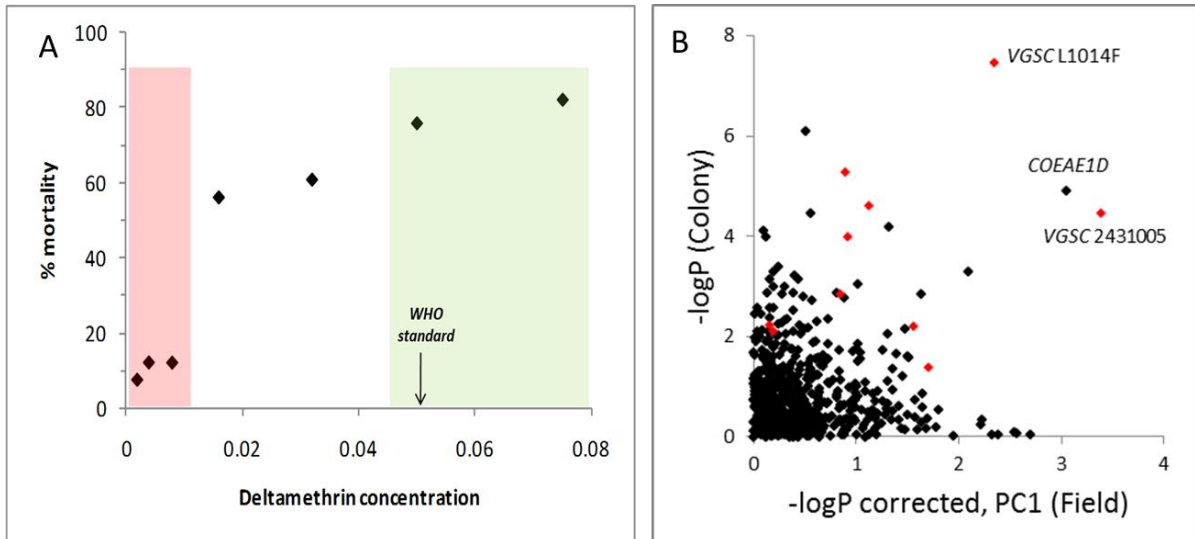 A
100
80
60
40
20
0
% mortality
WHO
standard
0
0.02
0.04
0.06
0.08
Deltamethrin concentration
B
8
6
4
2
0
-logP (Colony)
VGSC L1014F
COEAE1D
VGSC 2431005
0
1
2
3
4
-logP corrected, PC1 (Field)